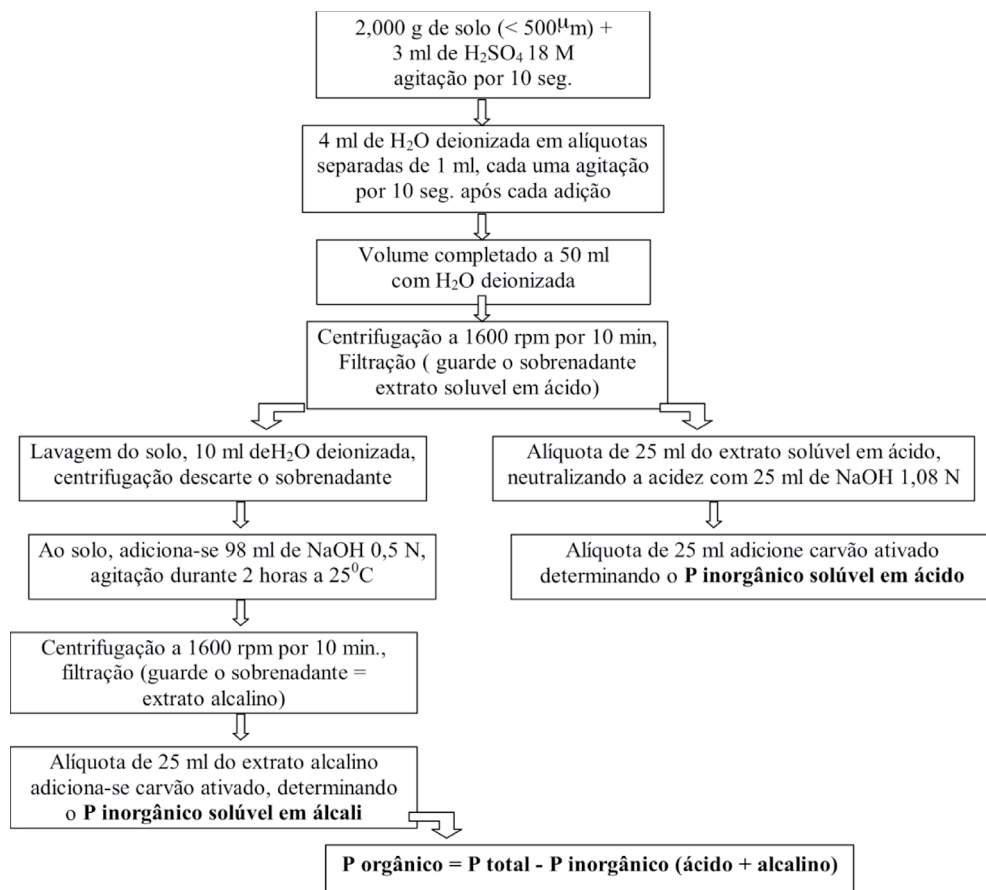 2,000 g de solo (< 500µm) +
3 ml de H₂SO₄ 18 M
agitação por 10 seg.
4 ml de H₂O deionizada em alíquotas
separadas de 1 ml, cada uma agitação
por 10 seg. após cada adição
Volume completado a 50 ml
com H₂O deionizada
Centrifugação a 1600 rpm por 10 min,
Filtração ( guarde o sobrenadante
extrato soluvel em ácido)
Lavagem do solo, 10 ml deH₂O deionizada,
centrifugação descarte o sobrenadante
Ao solo, adiciona-se 98 ml de NaOH 0,5 N,
agitação durante 2 horas a 25⁰C
Centrifugação a 1600 rpm por 10 min.,
filtração (guarde o sobrenadante =
extrato alcalino)
Alíquota de 25 ml do extrato alcalino
adiciona-se carvão ativado, determinando
o P inorgânico solúvel em álcali
Alíquota de 25 ml do extrato solúvel em ácido,
neutralizando a acidez com 25 ml de NaOH 1,08 N
Alíquota de 25 ml adicione carvão ativado
determinando o P inorgânico solúvel em ácido
P orgânico = P total - P inorgânico (ácido + alcalino)